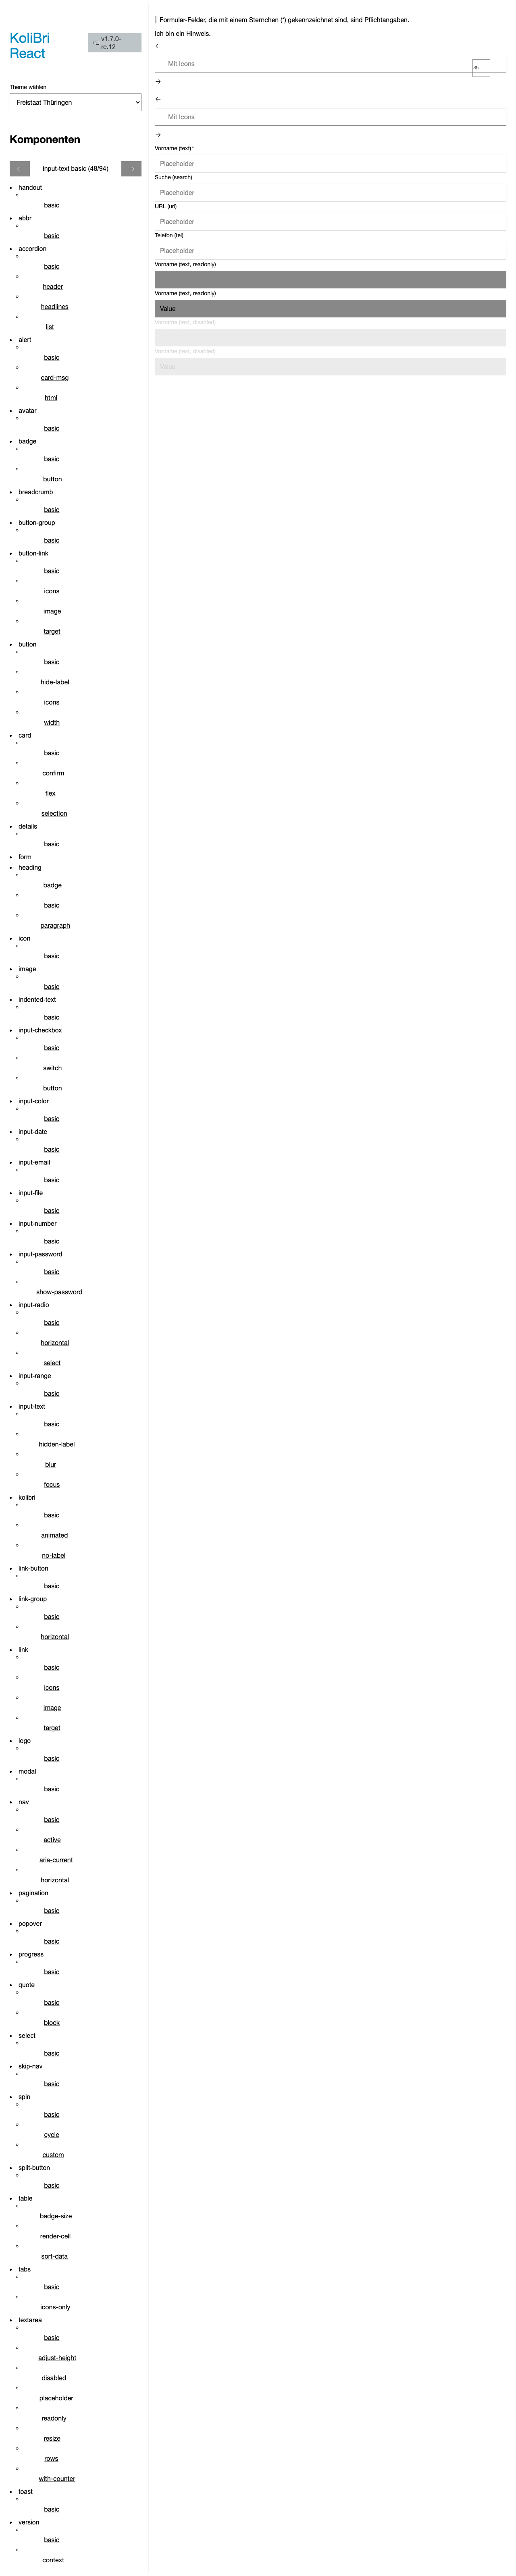 KoliBri
React
v1.7.0-
rc.12
Theme wählen
Freistaat Thüringen
Komponenten
← input-text basic (48/94) →
handout
basic
abbr
basic
accordion
basic
header
headlines
list
alert
basic
card-msg
html
avatar
basic
badge
basic
button
breadcrumb
basic
button-group
basic
button-link
basic
icons
image
target
button
basic
hide-label
icons
width
card
basic
confirm
flex
selection
details
basic
form
heading
badge
basic
paragraph
icon
basic
image
basic
indented-text
basic
input-checkbox
basic
switch
button
input-color
basic
input-date
basic
input-email
basic
input-file
basic
input-number
basic
input-password
basic
show-password
input-radio
basic
horizontal
select
input-range
basic
input-text
basic
hidden-label
blur
focus
kolibri
basic
animated
no-label
link-button
basic
link-group
basic
horizontal
link
basic
icons
image
target
logo
basic
modal
basic
nav
basic
active
aria-current
horizontal
pagination
basic
popover
basic
progress
basic
quote
basic
block
select
basic
skip-nav
basic
spin
basic
cycle
custom
split-button
basic
table
badge-size
render-cell
sort-data
tabs
basic
icons-only
textarea
basic
adjust-height
disabled
placeholder
readonly
resize
rows
with-counter
toast
basic
version
basic
context
Formular-Felder, die mit einem Sternchen (*) gekennzeichnet sind, sind Pflichtangaben.
Ich bin ein Hinweis.
←
Mit Icons
→
←
Mit Icons
→
Vorname (text)*
Placeholder
Suche (search)
Placeholder
URL (url)
Placeholder
Telefon (tel)
Placeholder
Vorname (text, readonly)
Vorname (text, readonly)
Value
Vorname (text, disabled)
Vorname (text, disabled)
Value